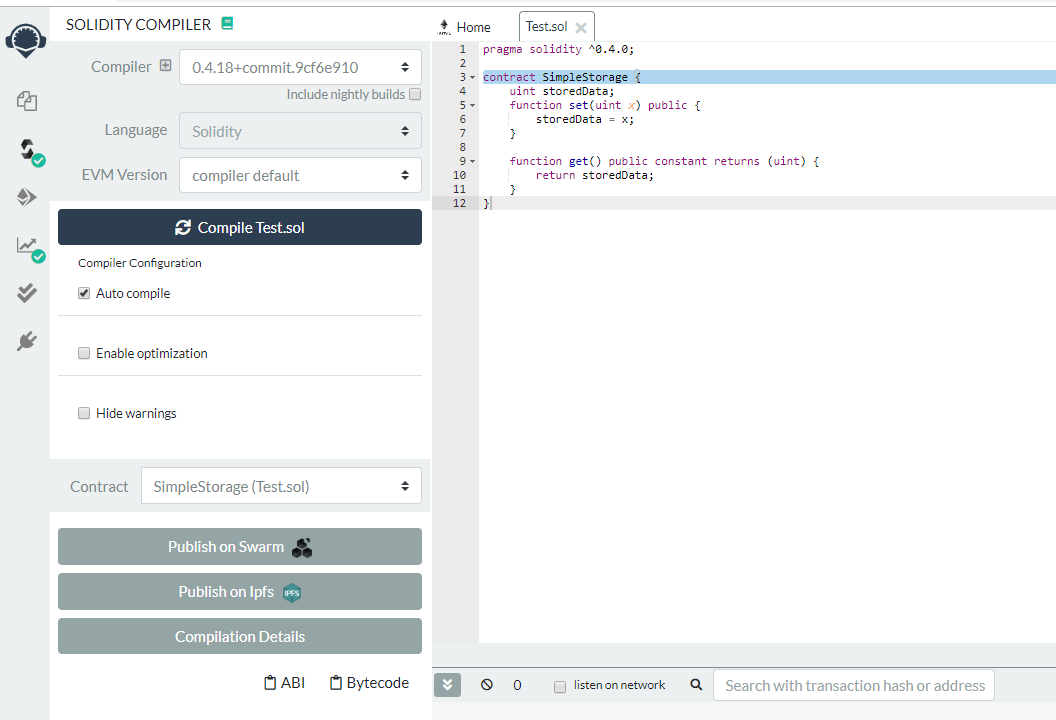 SOLIDITY COMPILER
Compiler 0.4.18+commit.9cf6e910
Include nightly builds
Language Solidity
EVM Version compiler default
Compile Test.sol
Compiler Configuration
Auto compile
Enable optimization
Hide warnings
Contract SimpleStorage (Test.sol)
Publish on Swarm
Publish on Ipfs IPFS
Compilation Details
ABI Bytecode
Home Test.sol
1 pragma solidity ^0.4.0;
2
3 contract SimpleStorage {
4 uint storedData;
5 function set(uint x) public {
6 storedData = x;
7 }
8
9 function get() public constant returns (uint) {
10 return storedData;
11 }
12 }
0 listen on network Search with transaction hash or address